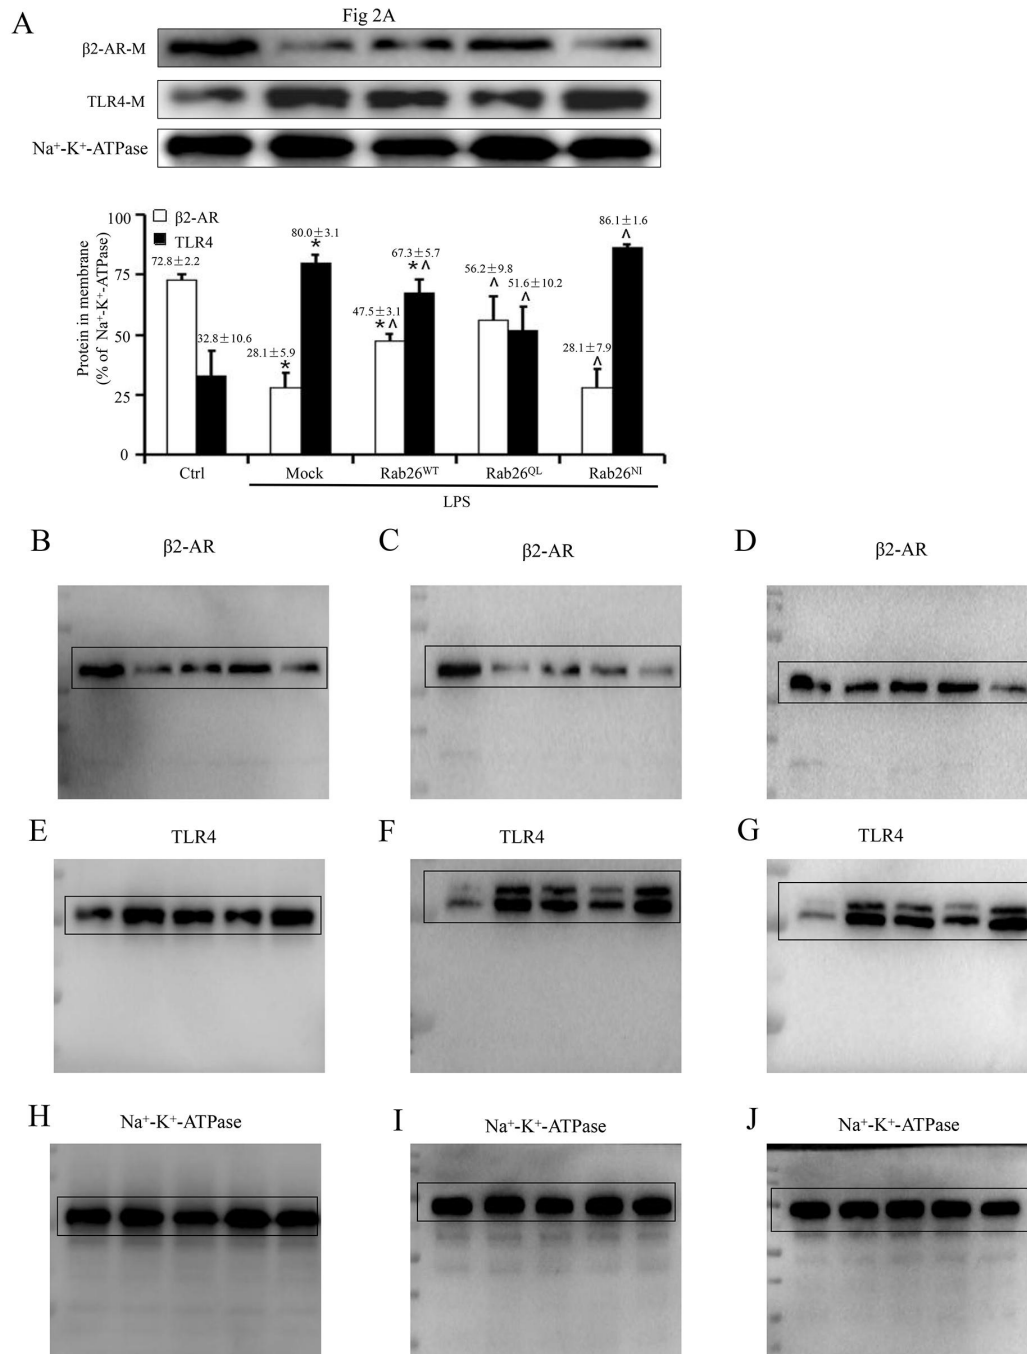 A
Fig 2A
β2-AR-M
TLR4-M
Na⁺-K⁺-ATPase
Protein in membrane
(% of Na⁺-K⁺-ATPase)
100
75
50
25
0
β2-AR
TLR4
72.8±2.2
32.8±10.6
28.1±5.9
*
80.0±3.1
*
47.5±3.1
*^
67.3±5.7
*^
56.2±9.8
^
51.6±10.2
^
28.1±7.9
^
86.1±1.6
^
Ctrl
Mock
Rab26ᵂᵀ
Rab26^QL
Rab26ᴺᴵ
LPS
B
β2-AR
C
β2-AR
D
β2-AR
E
TLR4
F
TLR4
G
TLR4
H
Na⁺-K⁺-ATPase
I
Na⁺-K⁺-ATPase
J
Na⁺-K⁺-ATPase